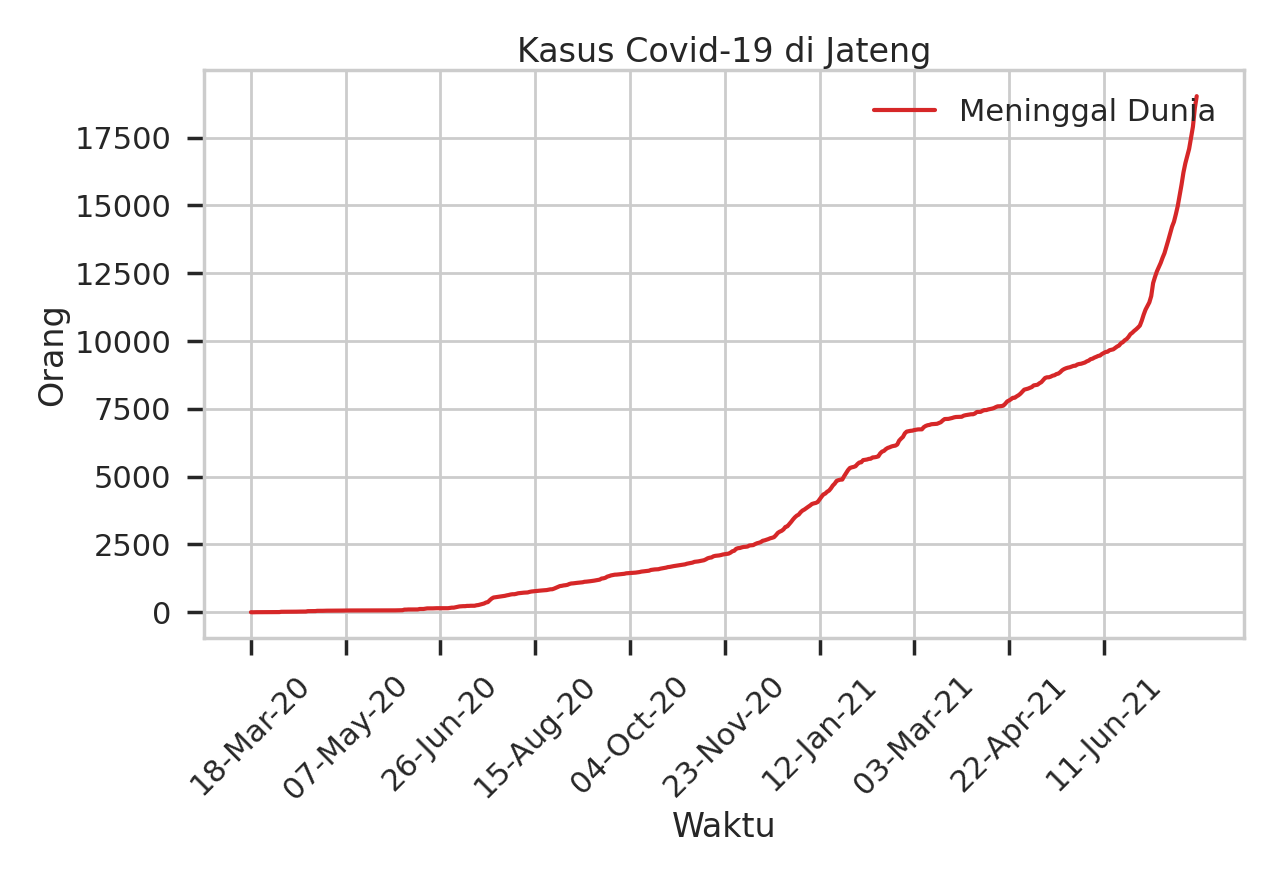 Kasus Covid-19 di Jateng
Meninggal Dunia
Orang
17500
15000
12500
10000
7500
5000
2500
0
18-Mar-20
07-May-20
26-Jun-20
15-Aug-20
04-Oct-20
23-Nov-20
12-Jan-21
03-Mar-21
22-Apr-21
11-Jun-21
Waktu